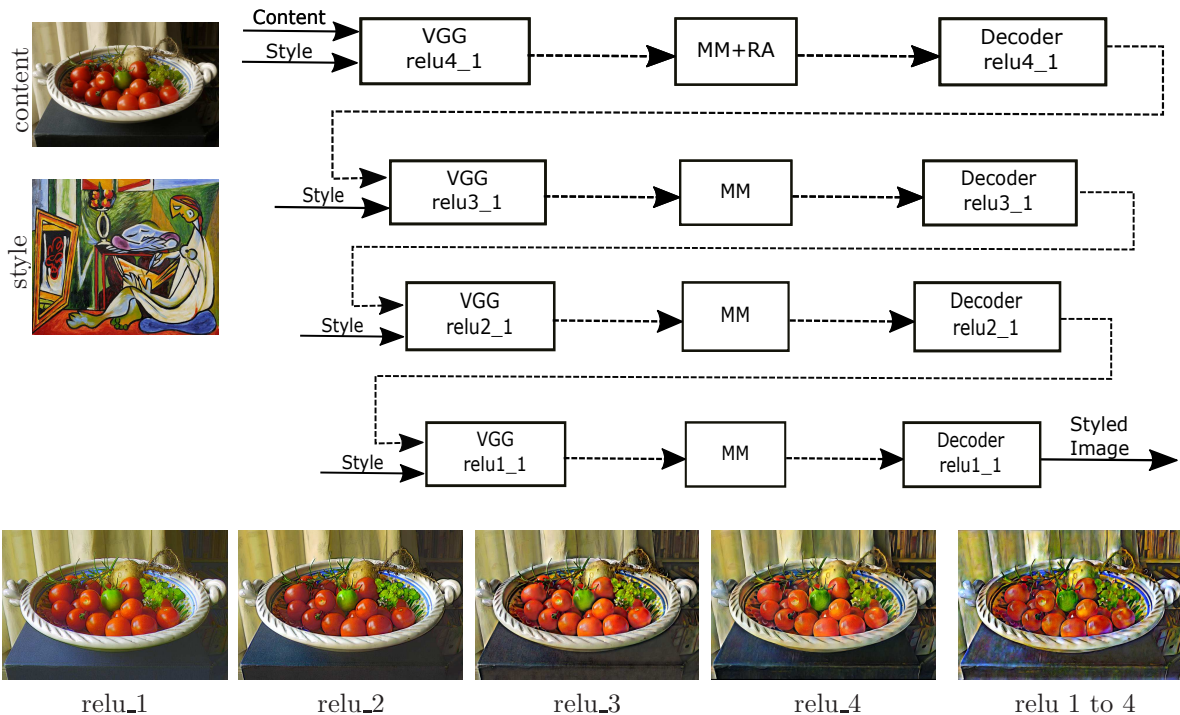 content
style
Content
Style
VGG
relu4_1
MM+RA
Decoder
relu4_1
Style
VGG
relu3_1
MM
Decoder
relu3_1
Style
VGG
relu2_1
MM
Decoder
relu2_1
Style
VGG
relu1_1
MM
Decoder
relu1_1
Styled
Image
relu_1
relu_2
relu_3
relu_4
relu 1 to 4